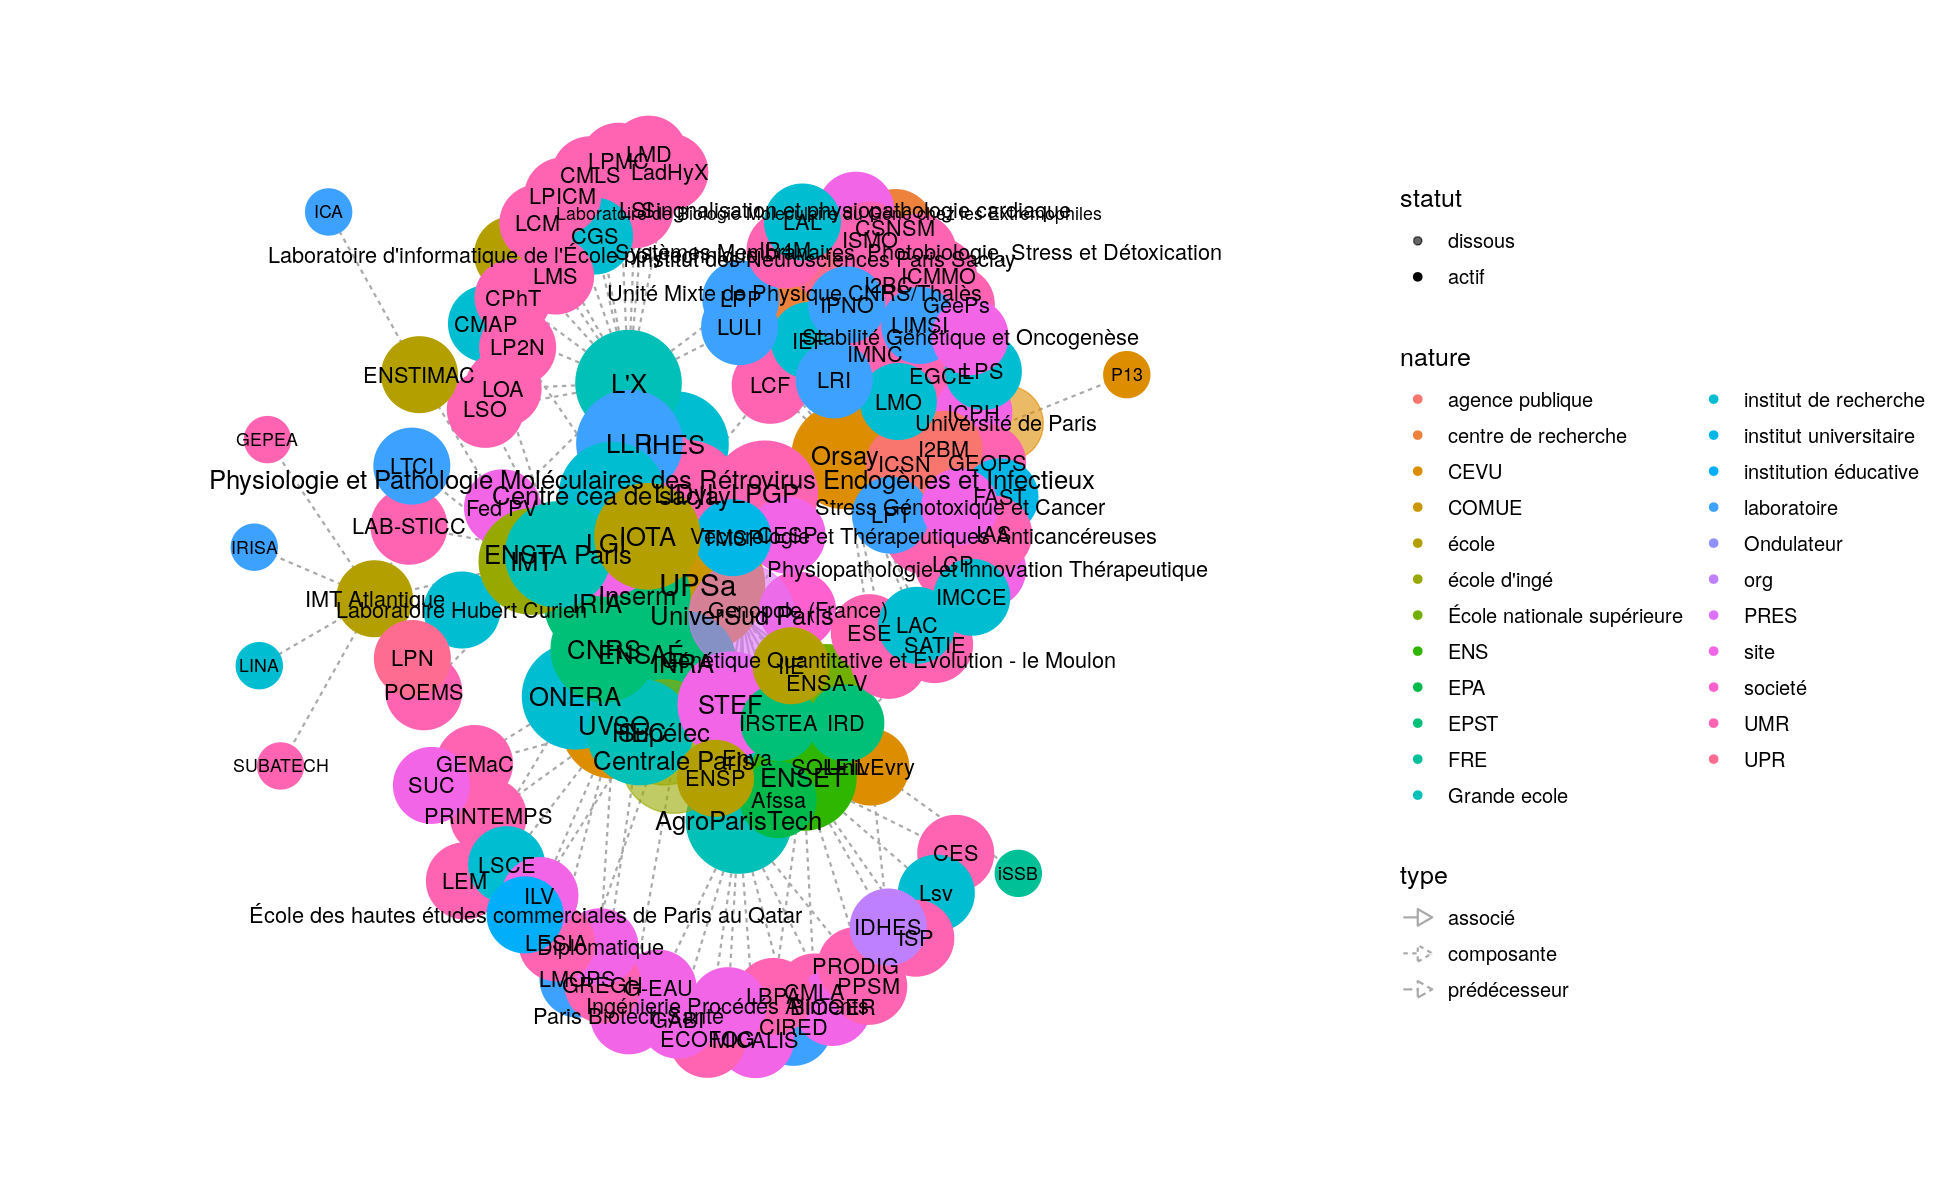 LMD
LPMC
LadHyX
CMLS
LPICM
ICA
LCM
Signalisation et physiopathologie cardiaque
Laboratoire de Biologie Moléculaire du Gène chez les Extrêmophiles
LAL
CSNSM
CGS
ISMO
IR4M
Laboratoire d'informatique de l'École polytechnique
Systèmes Membranaires, Photobiologie, Stress et Détoxication
Institut des Neurosciences Paris Saclay
LMS
ICMMO
I2BC
Unité Mixte de Physique CNRS/Thalès
CPhT
LPP
IPNO
GeePs
CMAP
LULI
LIMSI
Stabilité Génétique et Oncogenèse
IEF
LP2N
IMNC
LPS
P13
ENSTIMAC
EGCE
LRI
L'X
LCF
LOA
LMO
LSO
ICPH
Université de Paris
GEPEA
LLR
IHES
I2BM
Orsay
ICSN
GEOPS
LTCI
Physiologie et Pathologie Moléculaires des Rétrovirus Endogènes et Infectieux
Centre cea de saclay
LIDyL
LPGP
FAST
Fed PV
Stress Génotoxique et Cancer
LPT
LAB-STICC
IOTA
TMSP
CESP
Vectorologie et Thérapeutiques Anticancéreuses
IAS
LGI
IRISA
ENSTA Paris
IMT
LCP
Physiopathologie et Innovation Thérapeutique
UPSa
IMT Atlantique
Inserm
IRIA
IMCCE
Laboratoire Hubert Curien
Genopole (France)
UniverSud Paris
LAC
ESE
SATIE
CNRS
ENSAE
INRA
Génétique Quantitative et Evolution - le Moulon
IIE
LPN
LINA
ENSA-V
POEMS
ONERA
STEF
IRSTEA
IRD
UVSQ
Supélec
Centrale Paris
Enva
SOLEIL
UnivEvry
GEMaC
SUBATECH
ENSP
ENSET
SUC
Afssa
PRINTEMPS
AgroParisTech
CES
LSCE
iSSB
LEM
Lsv
ILV
École des hautes études commerciales de Paris au Qatar
IDHES
ISP
LESIA
Diplomatique
PRODIG
LMOPS
GREGH
G-EAU
PPSM
LBPA
CMLA
Ingénierie Procédés Aliments
BIOGER
Paris Biotech Santé
GABI
CIRED
ECOFOG
MICALIS
statut
dissous
actif
nature
agence publique
centre de recherche
CEVU
COMUE
école
école d'ingé
École nationale supérieure
ENS
EPA
EPST
FRE
Grande ecole
institut de recherche
institut universitaire
institution éducative
laboratoire
Ondulateur
org
PRES
site
societé
UMR
UPR
type
associé
composante
prédécesseur